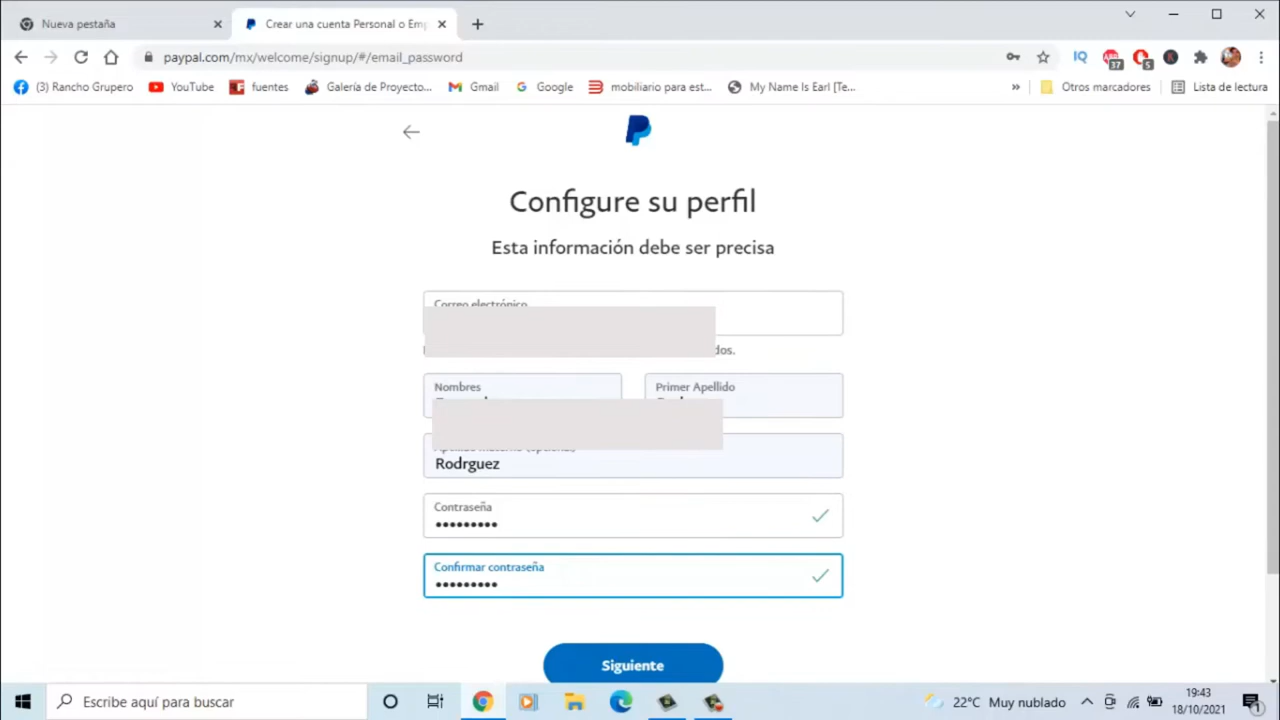 Nueva pestaña
Crear una cuenta Personal o Emp
paypal.com/mx/welcome/signup/#/email_password
37
5
(3) Rancho Grupero
YouTube
fuentes
Galería de Proyecto...
Gmail
Google
mobiliario para est...
My Name Is Earl [Te...
»
Otros marcadores
Lista de lectura
Configure su perfil
Esta información debe ser precisa
Correo electrónico
dos.
Nombres
Primer Apellido
Rodrguez
Contraseña
•••••••••
Confirmar contraseña
•••••••••
Siguiente
Escribe aquí para buscar
22°C Muy nublado
19:43
18/10/2021
1